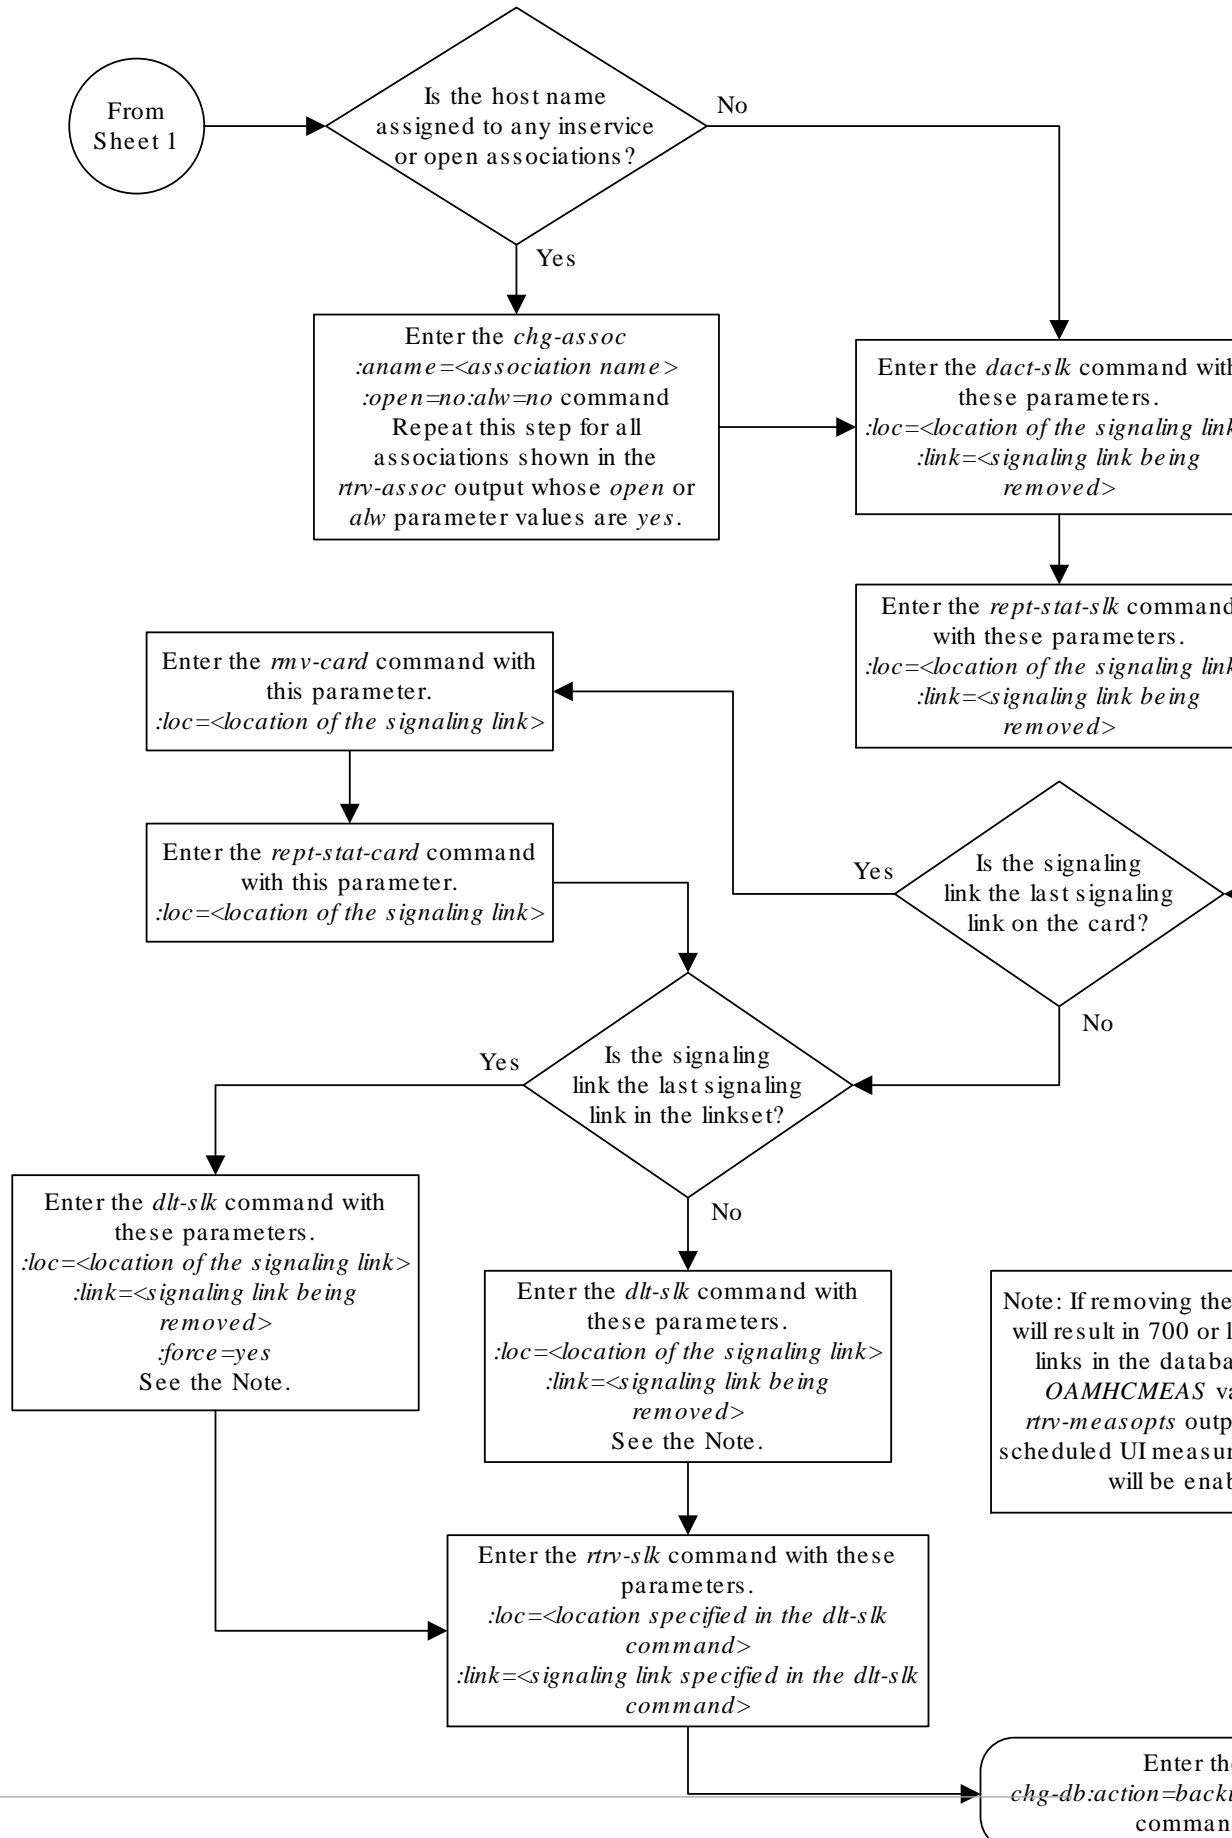 From
Sheet 1
Is the host name
assigned to any inservice
or open associations?
No
Yes
Enter the chg-assoc
:aname=<association name>
:open=no:alw=no command
Repeat this step for all
associations shown in the
rtrv-assoc output whose open or
alw parameter values are yes.
Enter the dact-slk command with
these parameters.
:loc=<location of the signaling link
:link=<signaling link being
removed>
Enter the rept-stat-slk command
with these parameters.
:loc=<location of the signaling link
:link=<signaling link being
removed>
Enter the rmv-card command with
this parameter.
:loc=<location of the signaling link>
Enter the rept-stat-card command
with this parameter.
:loc=<location of the signaling link>
Yes
Is the signaling
link the last signaling
link on the card?
No
Yes
Is the signaling
link the last signaling
link in the linkset?
No
Enter the dlt-slk command with
these parameters.
:loc=<location of the signaling link>
:link=<signaling link being
removed>
:force=yes
See the Note.
Enter the dlt-slk command with
these parameters.
:loc=<location of the signaling link>
:link=<signaling link being
removed>
See the Note.
Note: If removing the
will result in 700 or
links in the
OAMHCMEAS
rtrv-measopts
scheduled UI
will be
Enter the rtrv-slk command with these
parameters.
:loc=<location specified in the dlt-slk
command>
:link=<signaling link specified in the dlt-slk
command>
Enter the
chg-db:action=